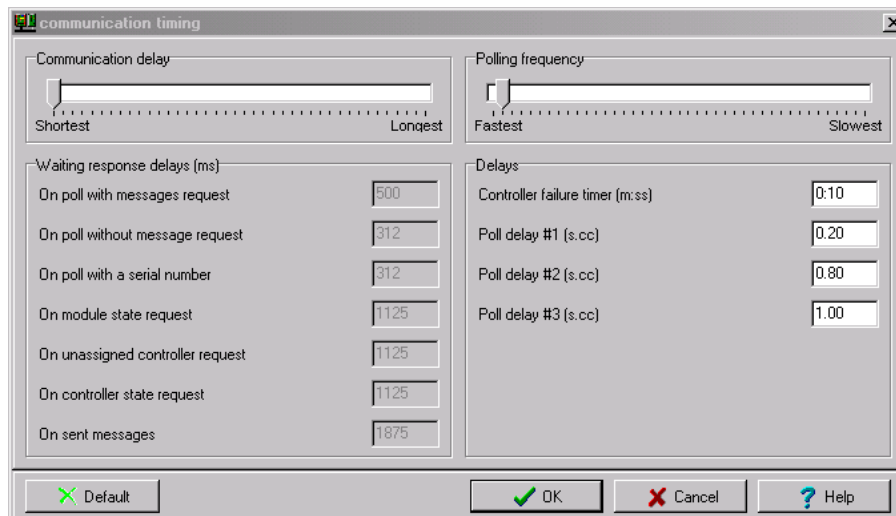 communication timing
Communication delay
Shortest Longest
Polling frequency
Fastest Slowest
Waiting response delays (ms)
On poll with messages request 500
On poll without message request 312
On poll with a serial number 312
On module state request 1125
On unassigned controller request 1125
On controller state request 1125
On sent messages 1875
Delays
Controller failure timer (m:ss) 0:10
Poll delay #1 (s.cc) 0.20
Poll delay #2 (s.cc) 0.80
Poll delay #3 (s.cc) 1.00
Default OK Cancel Help